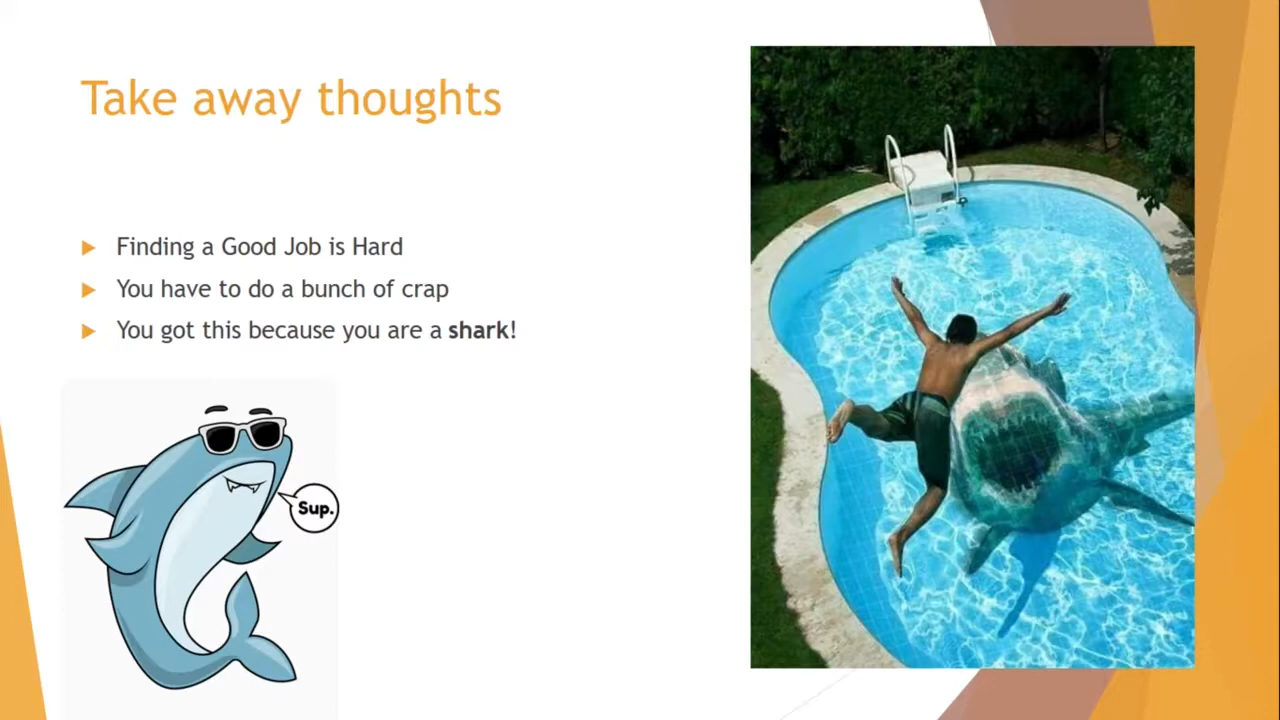 Take away thoughts
Finding a Good Job is Hard
You have to do a bunch of crap
You got this because you are a shark!
Sup.